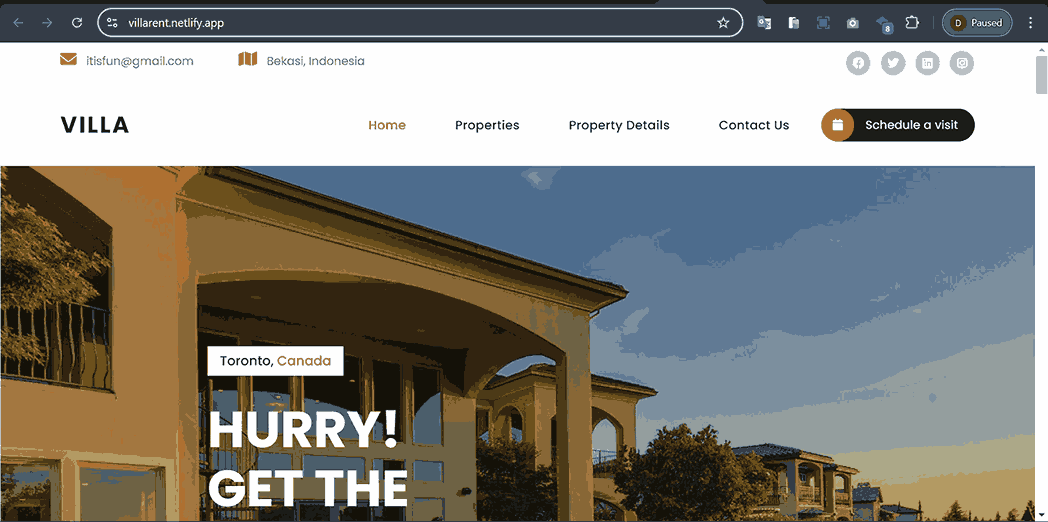 villarent.netlify.app
8
D Paused
itisfun@gmail.com Bekasi, Indonesia
VILLA Home Properties Property Details Contact Us Schedule a visit
Toronto, Canada
HURRY!
GET THE